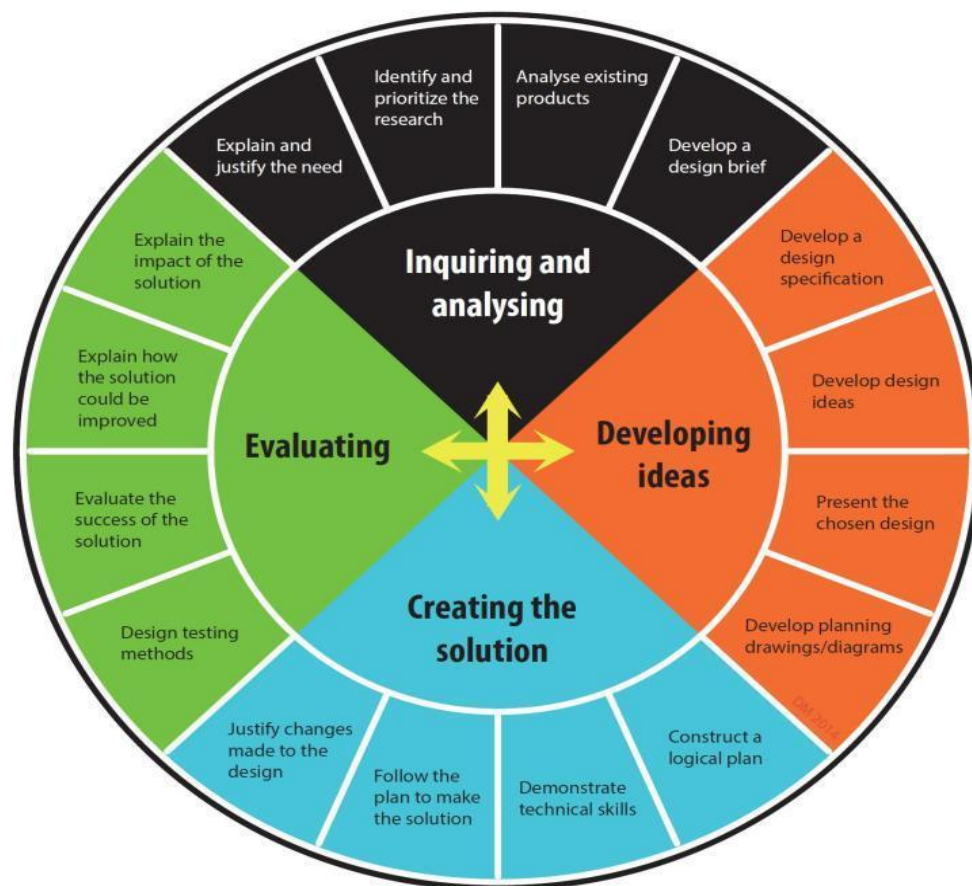 Explain and
justify the need
Identify and
prioritize the
research
Analyse existing
products
Develop a
design brief
Inquiring and
analysing
Develop a
design
specification
Develop design
ideas
Present the
chosen design
Develop planning
drawings/diagrams
Developing
ideas
DM 2014
Construct a
logical plan
Demonstrate
technical skills
Follow the
plan to make
the solution
Justify changes
made to the
design
Creating the
solution
Design testing
methods
Evaluate the
success of the
solution
Explain how
the solution
could be
improved
Explain the
impact of the
solution
Evaluating